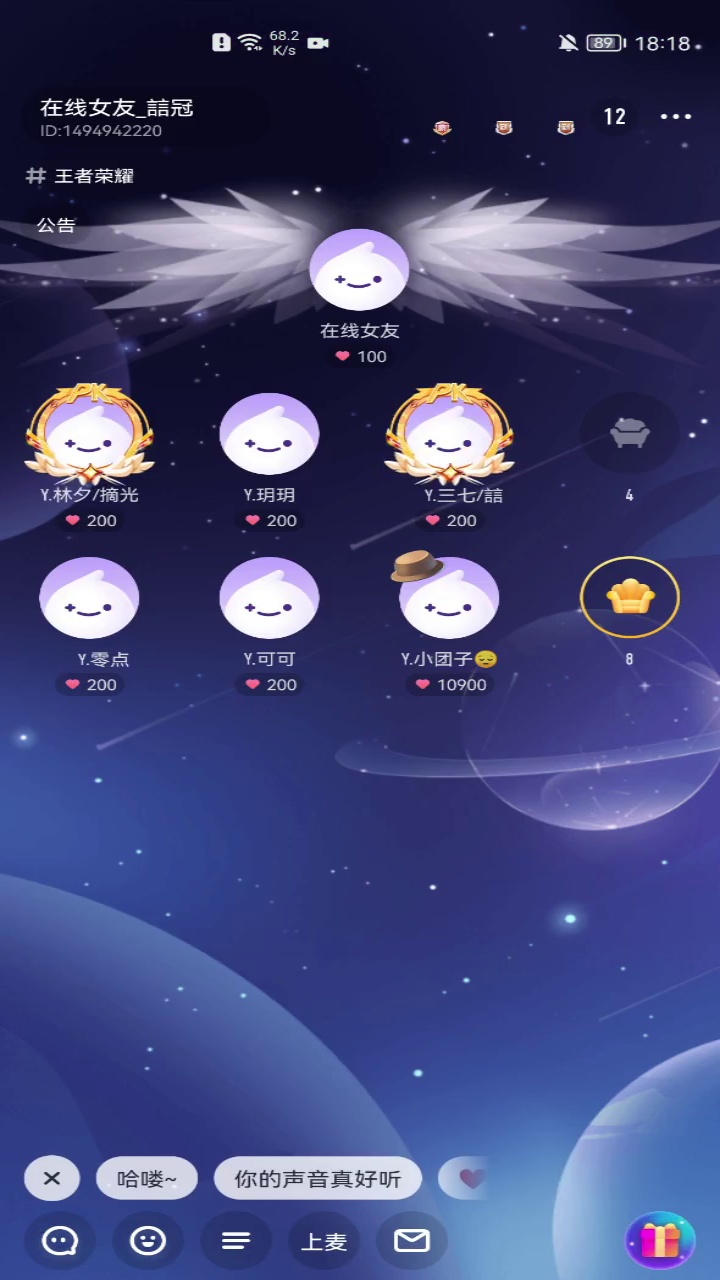 68.2
K/s
89
18:18
在线女友_喆冠
ID:1494942220
12
# 王者荣耀
公告
在线女友
100
PK
PK
Y.林夕/摘光
Y.玥玥
Y.三七/喆
4
200
200
200
Y.零点
Y.可可
Y.小团子😔
8
200
200
10900
哈喽~
你的声音真好听
上麦